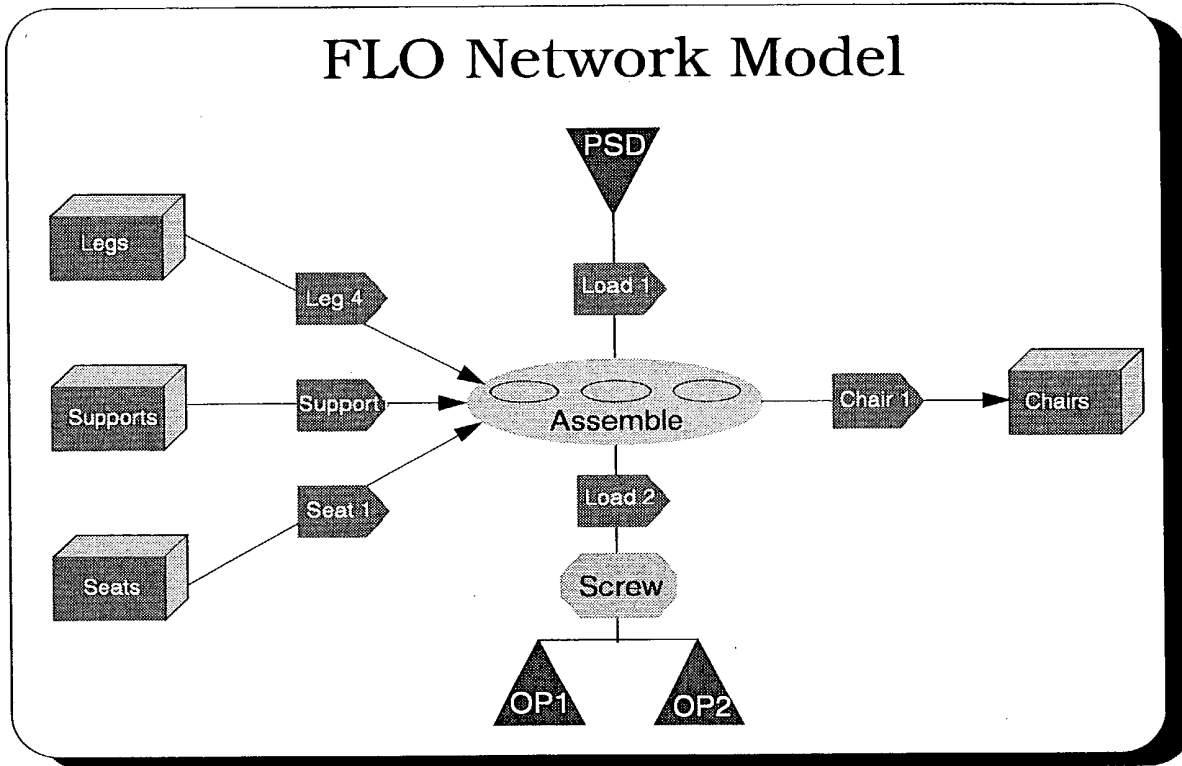 FLO Network Model
PSD
Legs
Load 1
Leg 4
Supports
Support
Assemble
Chair 1
Chairs
Load 2
Seat 1
Seats
Screw
OP1
OP2